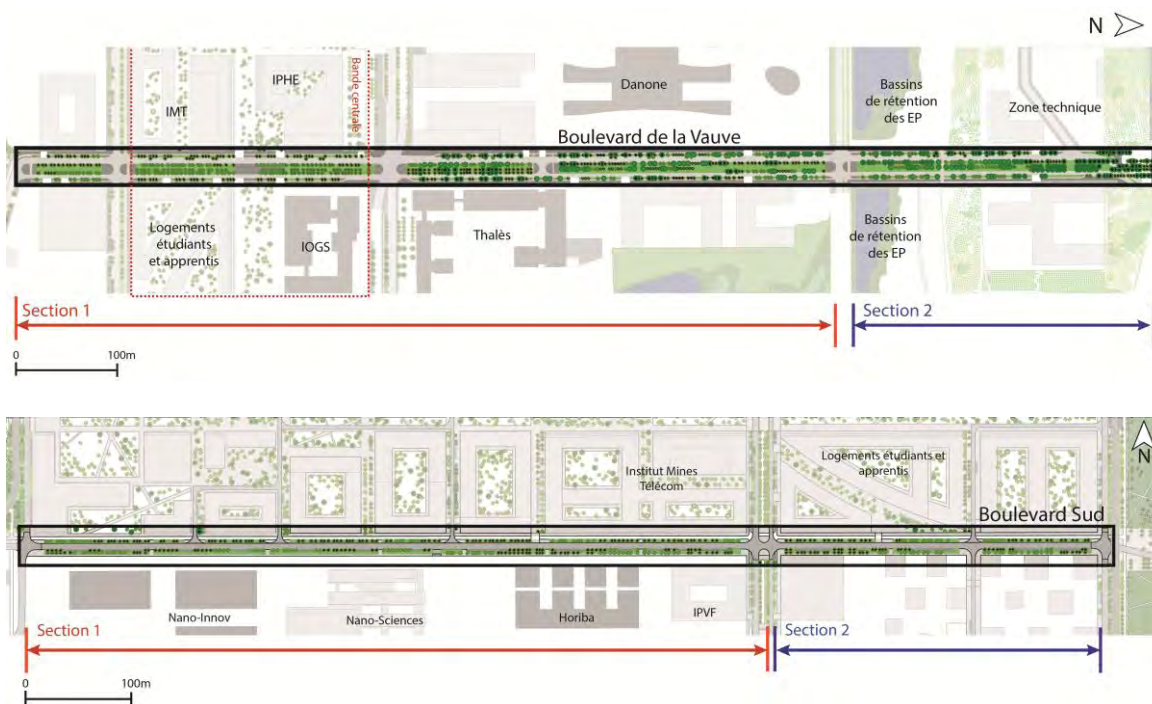 N
IPHE
Bande centrale
Danone
Bassins
de rétention
des EP
IMT
Zone technique
Boulevard de la Vauve
Logements
étudiants
et apprentis
IOGS
Thalès
Bassins
de rétention
des EP
Section 1
Section 2
0
100m
N
Logements étudiants et
apprentis
Institut Mines
Télécom
Boulevard Sud
Nano-Innov
Nano-Sciences
Horiba
IPVF
Section 1
Section 2
0
100m